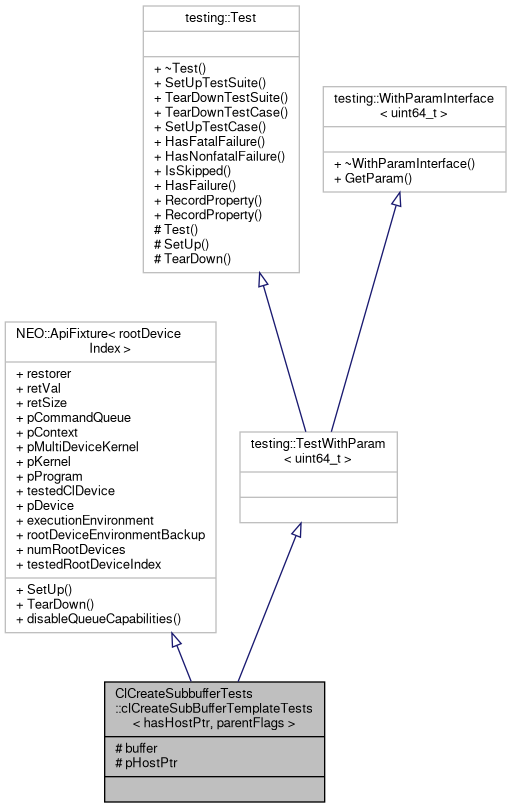 testing::Test
+ ~Test()
+ SetUpTestSuite()
+ TearDownTestSuite()
+ TearDownTestCase()
+ SetUpTestCase()
+ HasFatalFailure()
+ HasNonfatalFailure()
+ IsSkipped()
+ HasFailure()
+ RecordProperty()
+ RecordProperty()
# Test()
# SetUp()
# TearDown()
testing::WithParamInterface
< uint64_t >
+ ~WithParamInterface()
+ GetParam()
NEO::ApiFixture< rootDevice
Index >
+ restorer
+ retVal
+ retSize
+ pCommandQueue
+ pContext
+ pMultiDeviceKernel
+ pKernel
+ pProgram
+ testedClDevice
+ pDevice
+ executionEnvironment
+ rootDeviceEnvironmentBackup
+ numRootDevices
+ testedRootDeviceIndex
+ SetUp()
+ TearDown()
+ disableQueueCapabilities()
testing::TestWithParam
< uint64_t >
ClCreateSubbufferTests
::clCreateSubBufferTemplateTests
< hasHostPtr, parentFlags >
# buffer
# pHostPtr